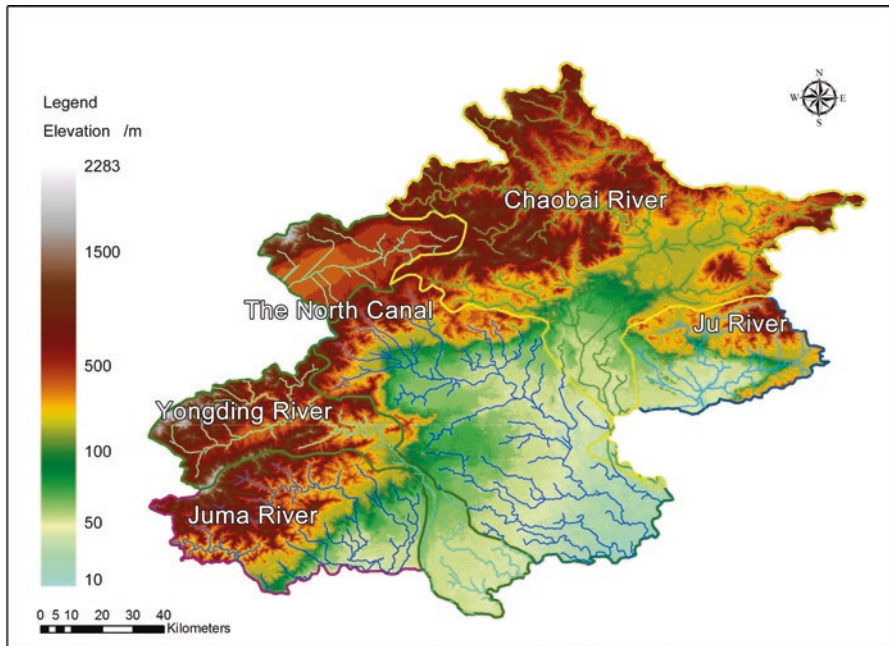 N
W E
S
Legend
Elevation /m
2283
1500
500
100
50
10
Chaobai River
The North Canal
Ju River
Yongding River
Juma River
0 5 10 20 30 40
Kilometers